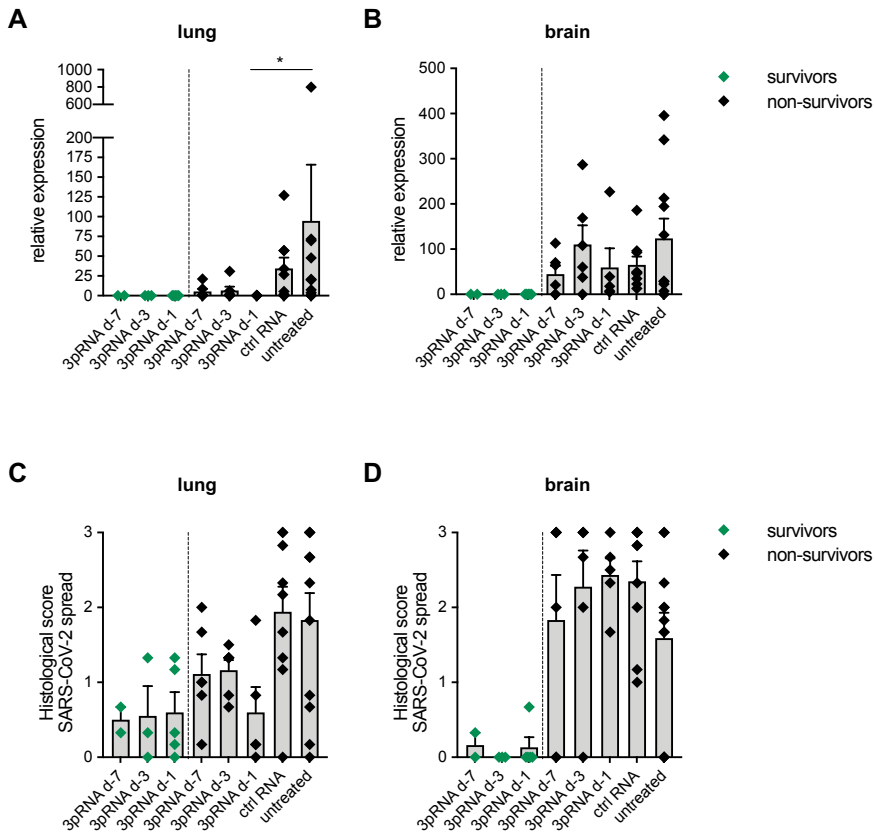 A
lung
*
relative expression
1000
800
600
200
175
150
125
100
75
50
25
0
3pRNA d-7
3pRNA d-3
3pRNA d-1
3pRNA d-7
3pRNA d-3
3pRNA d-1
ctrl RNA
untreated
B
brain
relative expression
500
400
300
200
100
0
3pRNA d-7
3pRNA d-3
3pRNA d-1
3pRNA d-7
3pRNA d-3
3pRNA d-1
ctrl RNA
untreated
survivors
non-survivors
C
lung
Histological score
SARS-CoV-2 spread
3
2
1
0
3pRNA d-7
3pRNA d-3
3pRNA d-1
3pRNA d-7
3pRNA d-3
3pRNA d-1
ctrl RNA
untreated
D
brain
Histological score
SARS-CoV-2 spread
3
2
1
0
3pRNA d-7
3pRNA d-3
3pRNA d-1
3pRNA d-7
3pRNA d-3
3pRNA d-1
ctrl RNA
untreated
survivors
non-survivors